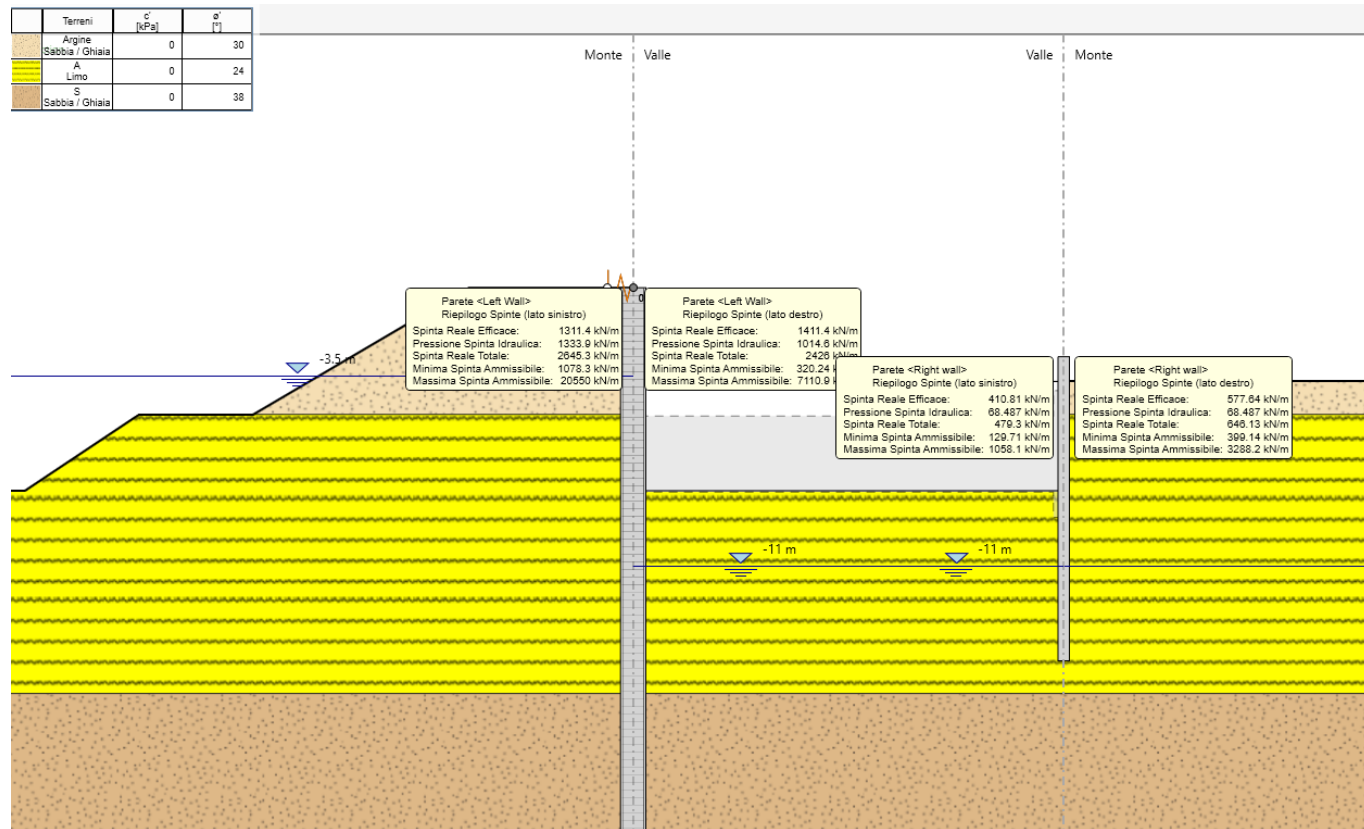 Terreni c' [kPa] ø' [°]
Argine
Sabbia / Ghiaia 0 30
A
Limo 0 24
S
Sabbia / Ghiaia 0 38
Monte Valle
Valle Monte
-3.5 m
0
Parete <Left Wall>
Riepilogo Spinte (lato sinistro)
Spinta Reale Efficace: 1311.4 kN/m
Pressione Spinta Idraulica: 1333.9 kN/m
Spinta Reale Totale: 2645.3 kN/m
Minima Spinta Ammissibile: 1078.3 kN/m
Massima Spinta Ammissibile: 20550 kN/m
Parete <Left Wall>
Riepilogo Spinte (lato destro)
Spinta Reale Efficace: 1411.4 kN/m
Pressione Spinta Idraulica: 1014.6 kN/m
Spinta Reale Totale: 2426 kN/m
Minima Spinta Ammissibile: 320.24
Massima Spinta Ammissibile: 7110.9
Parete <Right wall>
Riepilogo Spinte (lato sinistro)
Spinta Reale Efficace: 410.81 kN/m
Pressione Spinta Idraulica: 68.487 kN/m
Spinta Reale Totale: 479.3 kN/m
Minima Spinta Ammissibile: 129.71 kN/m
Massima Spinta Ammissibile: 1058.1 kN/m
Parete <Right wall>
Riepilogo Spinte (lato destro)
Spinta Reale Efficace: 577.64 kN/m
Pressione Spinta Idraulica: 68.487 kN/m
Spinta Reale Totale: 646.13 kN/m
Minima Spinta Ammissibile: 399.14 kN/m
Massima Spinta Ammissibile: 3288.2 kN/m
-11 m
-11 m